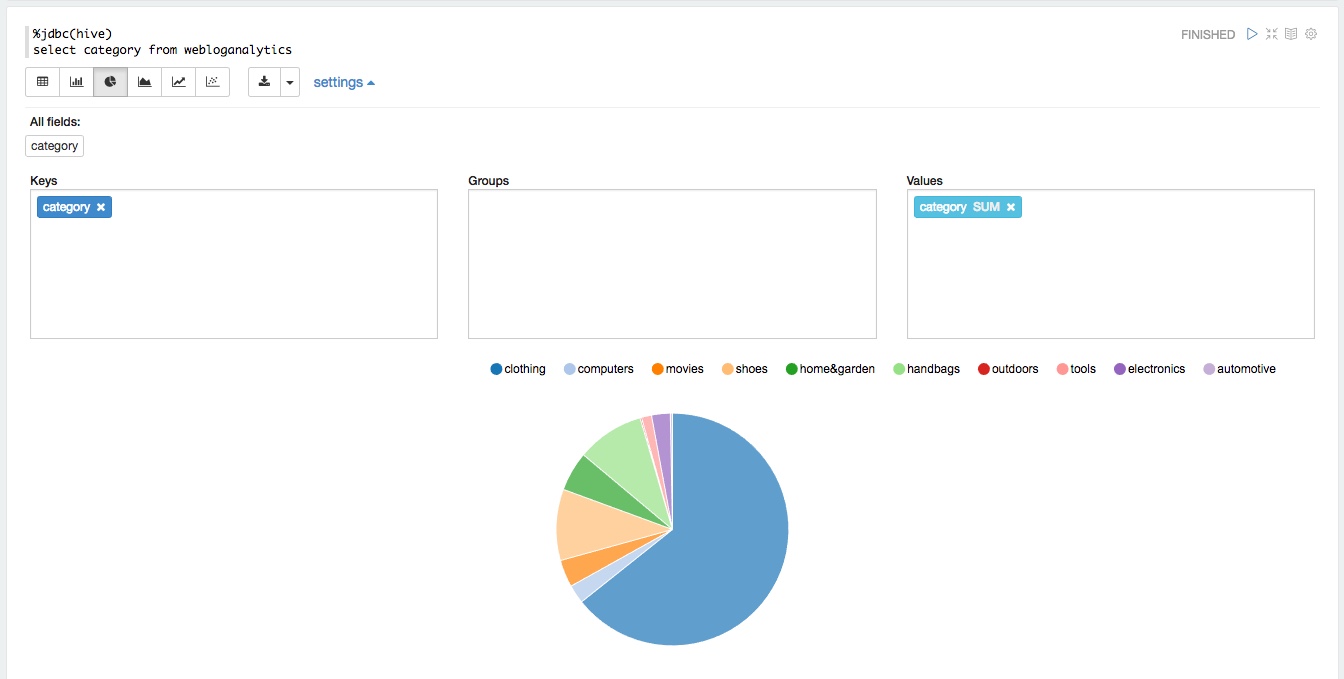 %jdbc(hive)
select category from webloganalytics
FINISHED
settings
All fields:
category
Keys
Groups
Values
category
category SUM
clothing computers movies shoes home&garden handbags outdoors tools electronics automotive